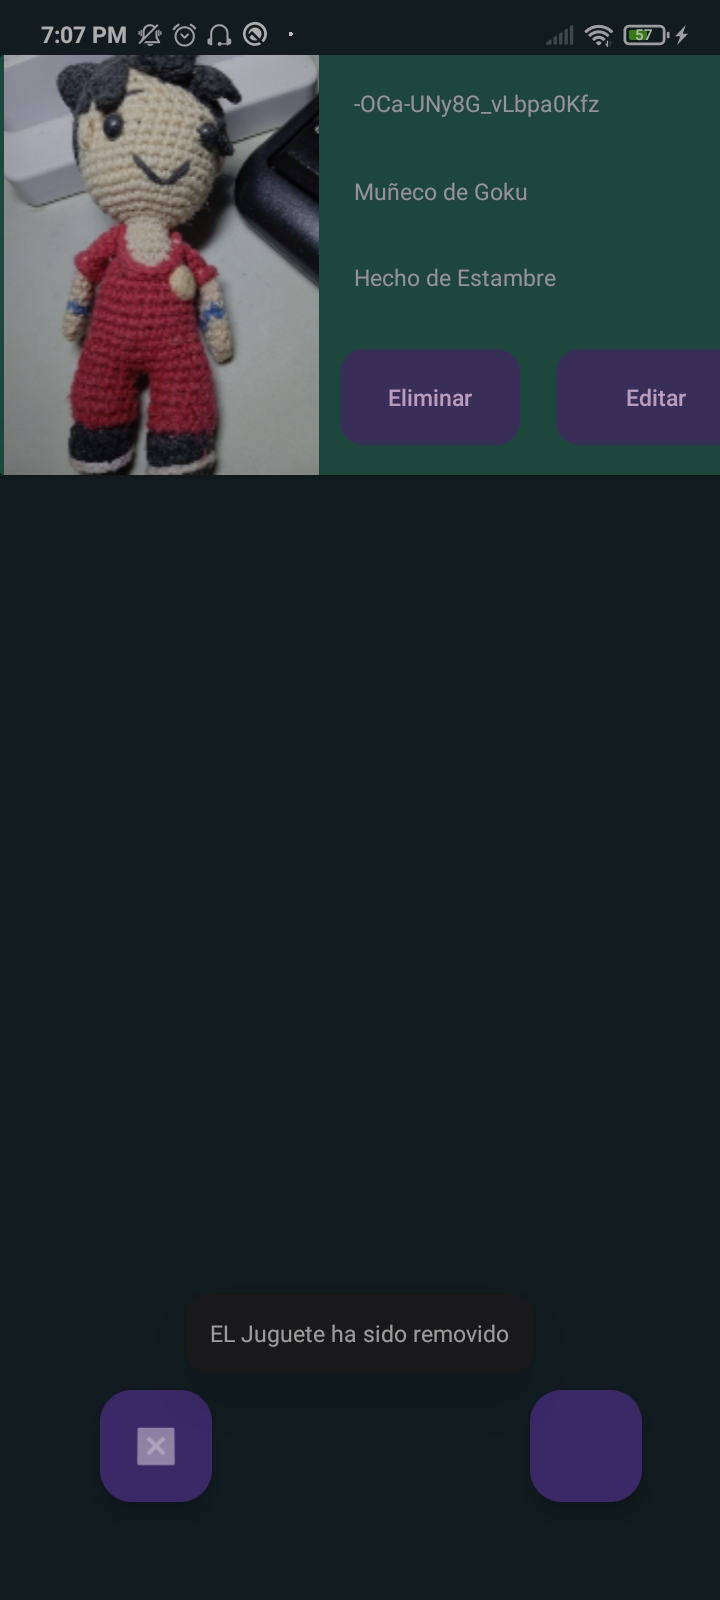 7:07 PM
57
-OCa-UNy8G_vLbpa0Kfz
Muñeco de Goku
Hecho de Estambre
Eliminar
Editar
EL Juguete ha sido removido